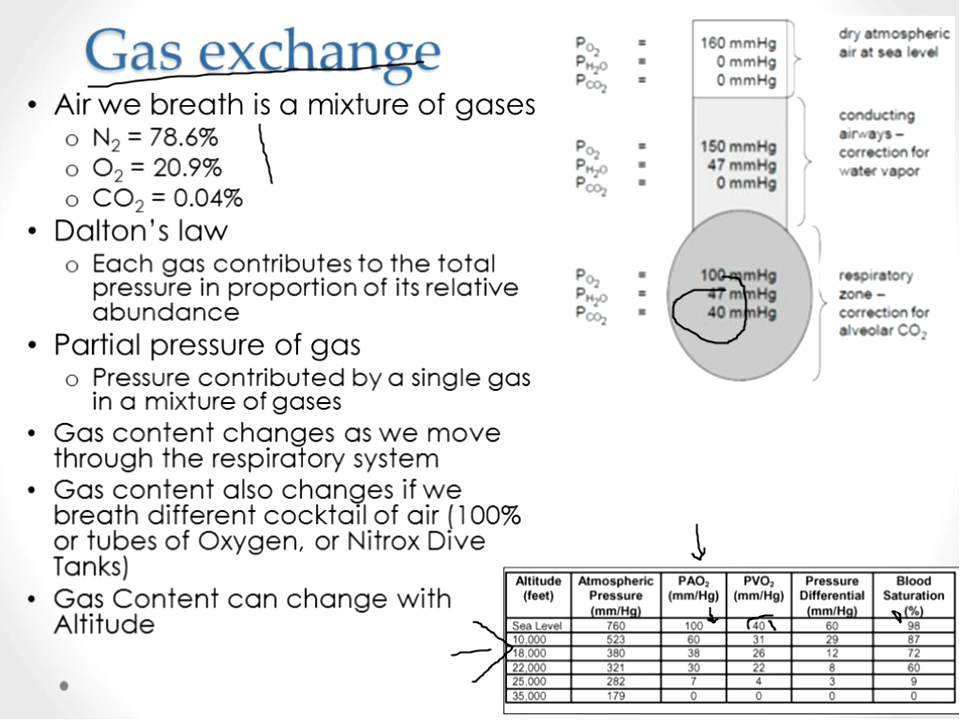 Gas exchange
• Air we breath is a mixture of gases
o N₂ = 78.6%
o O₂ = 20.9%
o CO₂ = 0.04%
• Dalton's law
o Each gas contributes to the total
pressure in proportion of its relative
abundance
• Partial pressure of gas
o Pressure contributed by a single gas
in a mixture of gases
• Gas content changes as we move
through the respiratory system
• Gas content also changes if we
breath different cocktail of air (100%
or tubes of Oxygen, or Nitrox Dive
Tanks)
• Gas Content can change with
Altitude
P_O₂ = 160 mmHg
P_H₂O = 0 mmHg
P_CO₂ = 0 mmHg
dry atmospheric
air at sea level
P_O₂ = 150 mmHg
P_H₂O = 47 mmHg
P_CO₂ = 0 mmHg
conducting
airways –
correction for
water vapor
P_O₂ = 100 mmHg
P_H₂O = 47 mmHg
P_CO₂ = 40 mmHg
respiratory
zone –
correction for
alveolar CO₂
Altitude (feet) Atmospheric Pressure (mm/Hg) PAO₂ (mm/Hg) PVO₂ (mm/Hg) Pressure Differential (mm/Hg) Blood Saturation (%)
Sea Level 760 100 40 60 98
10,000 523 60 31 29 87
18,000 380 38 26 12 72
22,000 321 30 22 8 60
25,000 282 7 4 3 9
35,000 179 0 0 0 0